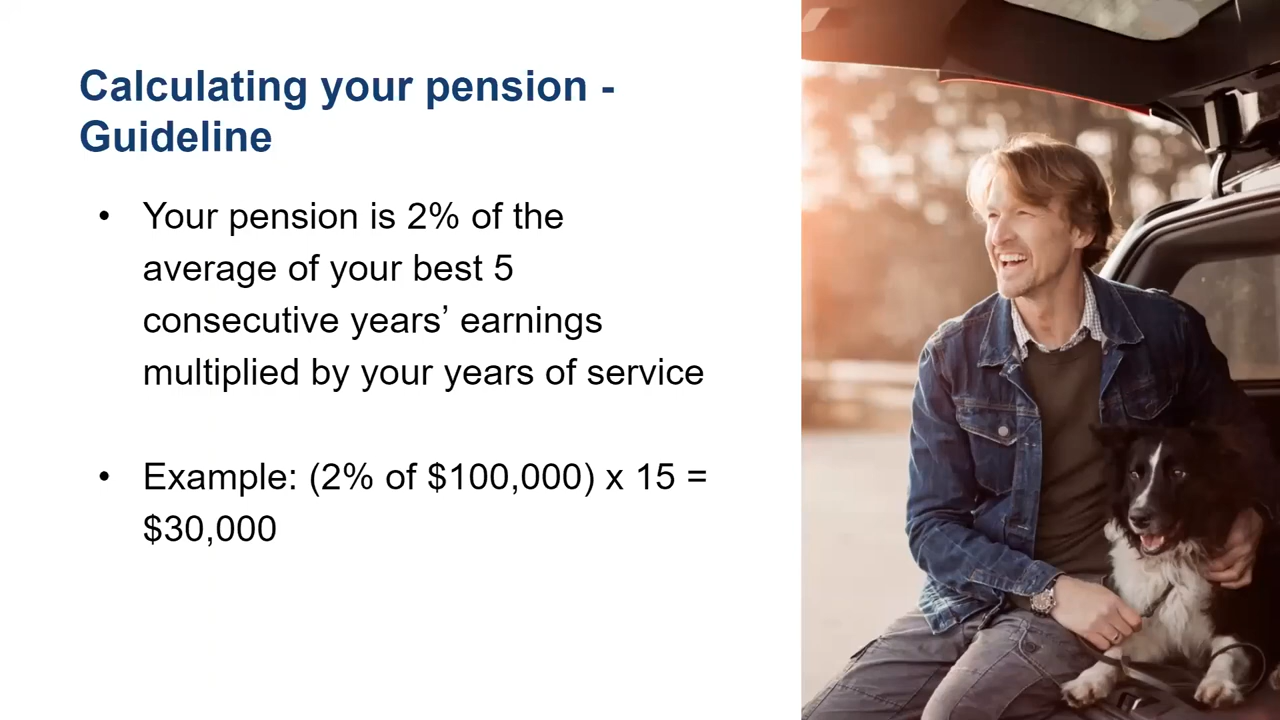 Calculating your pension -
Guideline
• Your pension is 2% of the
average of your best 5
consecutive years’ earnings
multiplied by your years of service
• Example: (2% of $100,000) x 15 =
$30,000